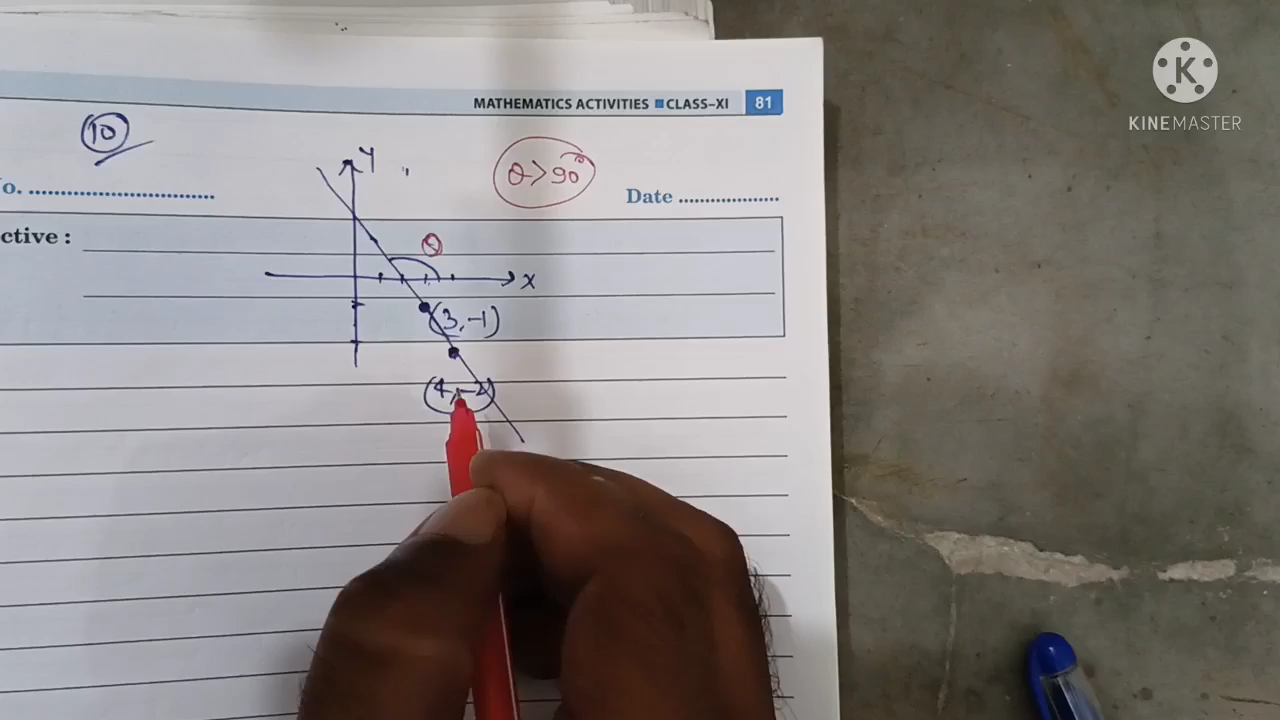 MATHEMATICS ACTIVITIES ■ CLASS–XI 81
K
KINEMASTER
10
Y
θ > 90°
o. ........................................
Date ...................
ctive :
θ
x
(3, -1)
(4, -2)